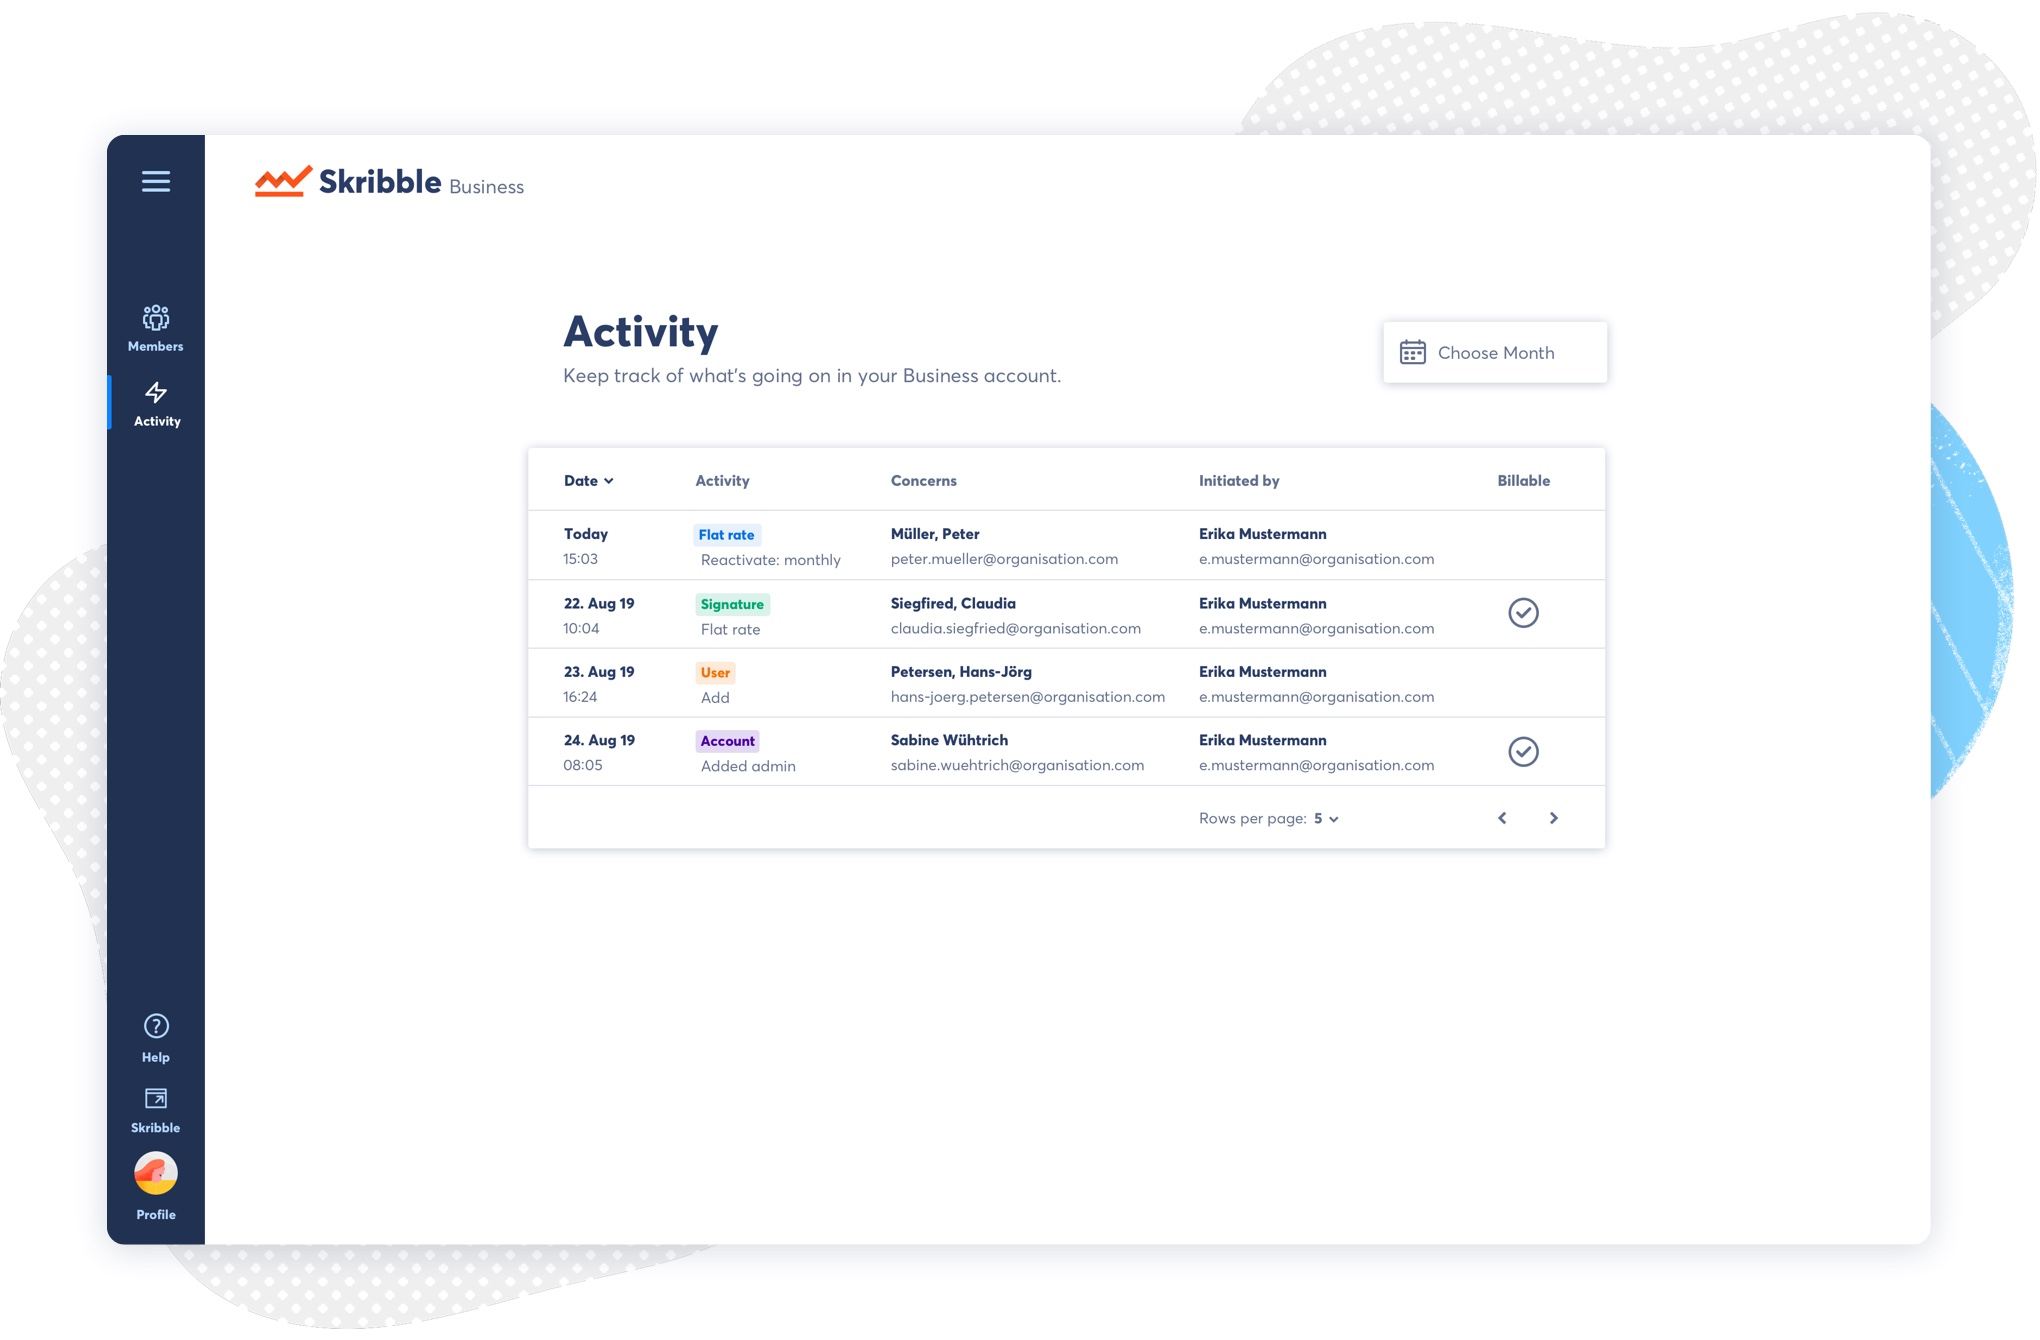 Skribble Business
Members
Activity
Activity
Keep track of what's going on in your Business account.
Choose Month
Date Activity Concerns Initiated by Billable
Today Flat rate Müller, Peter Erika Mustermann
15:03 Reactivate: monthly peter.mueller@organisation.com e.mustermann@organisation.com
22. Aug 19 Signature Siegfired, Claudia Erika Mustermann
10:04 Flat rate claudia.siegfried@organisation.com e.mustermann@organisation.com
23. Aug 19 User Petersen, Hans-Jörg Erika Mustermann
16:24 Add hans-joerg.petersen@organisation.com e.mustermann@organisation.com
24. Aug 19 Account Sabine Wühtrich Erika Mustermann
08:05 Added admin sabine.wuehtrich@organisation.com e.mustermann@organisation.com
Rows per page: 5
Help
Skribble
Profile